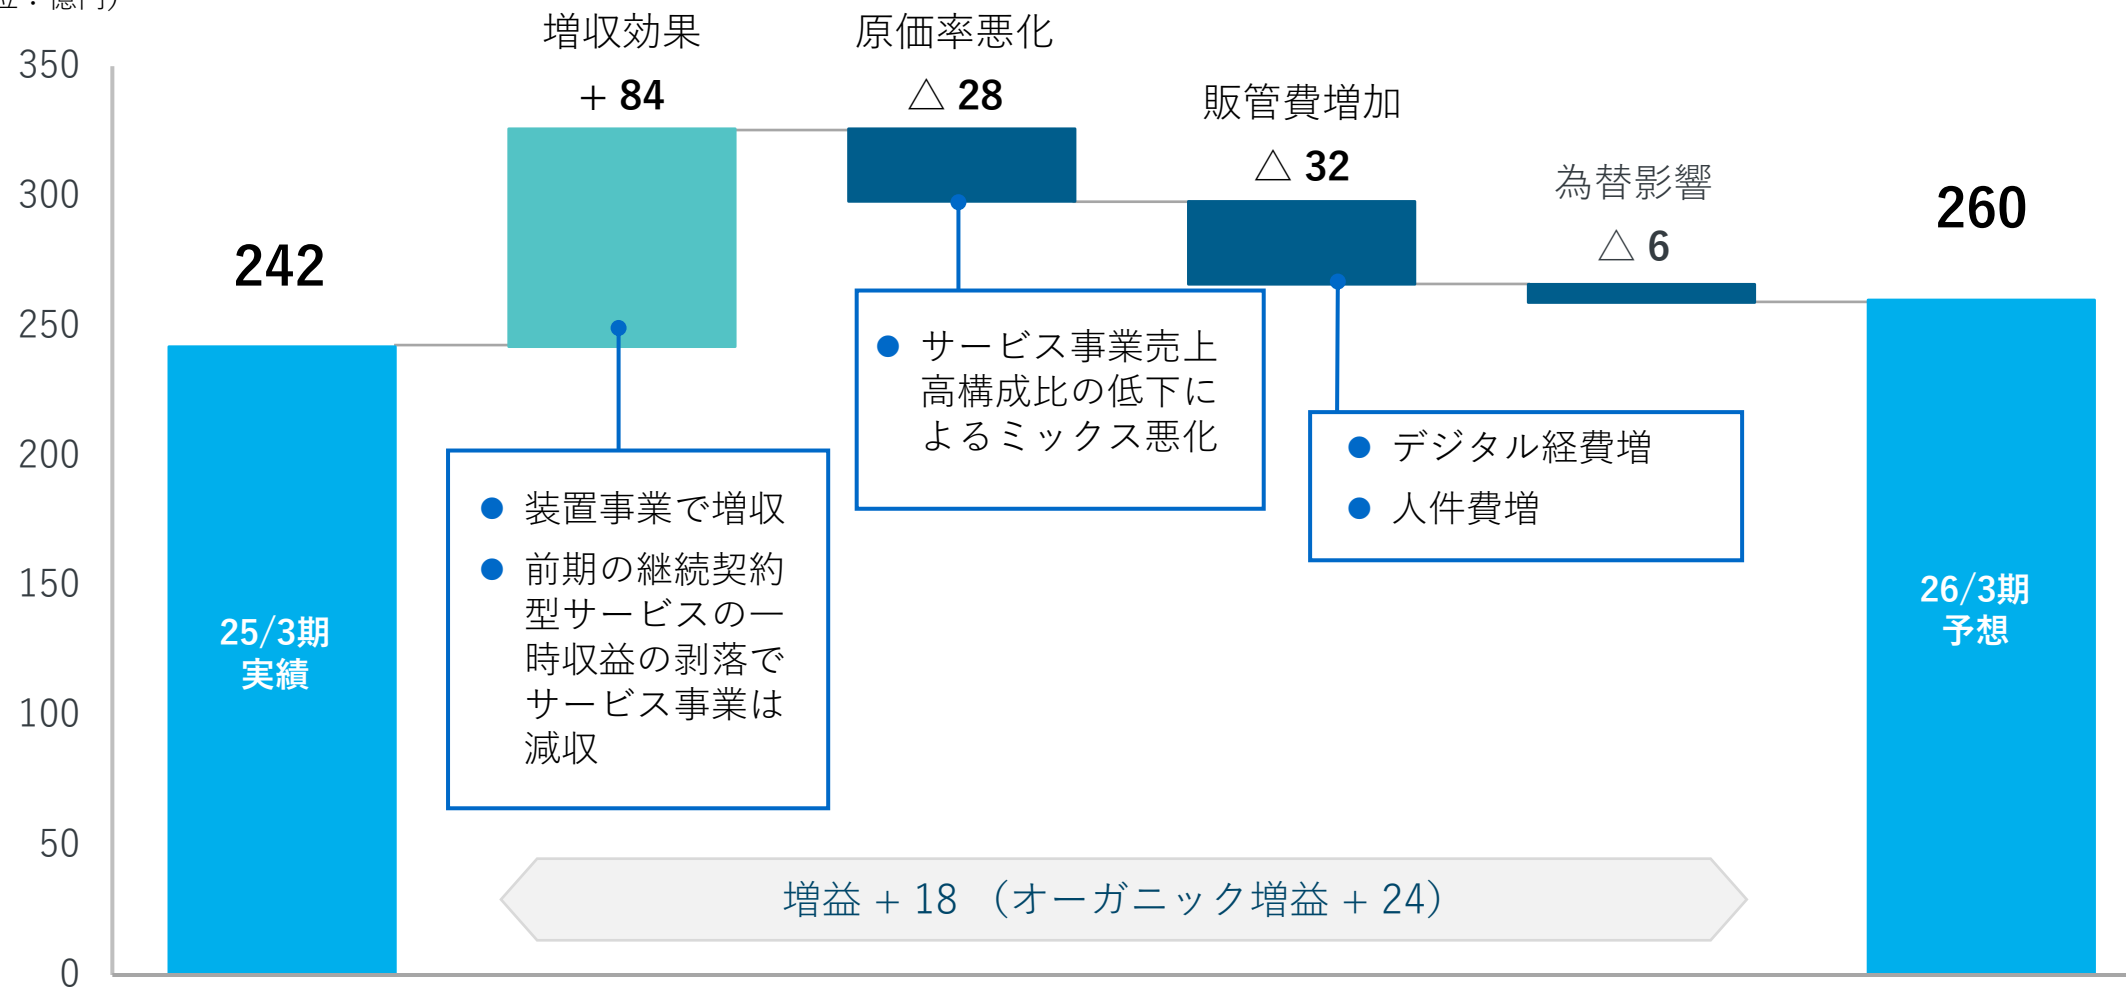 位：億円）
350
300
250
200
150
100
50
0
242
25/3期
実績
増収効果
+ 84
原価率悪化
△ 28
販管費増加
△ 32
為替影響
△ 6
260
26/3期
予想
● 装置事業で増収
● 前期の継続契約
型サービスの一
時収益の剥落で
サービス事業は
減収
● サービス事業売上
高構成比の低下に
よるミックス悪化
● デジタル経費増
● 人件費増
増益 + 18 （オーガニック増益 + 24）